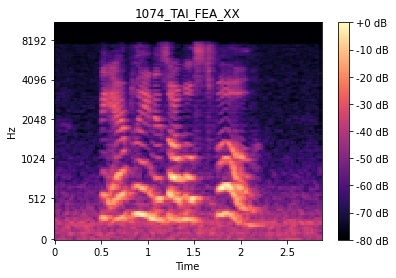 1074_TAI_FEA_XX
+0 dB
8192
-10 dB
4096
-20 dB
-30 dB
2048
Hz
-40 dB
1024
-50 dB
512
-60 dB
-70 dB
0
-80 dB
0 0.5 1 1.5 2 2.5
Time